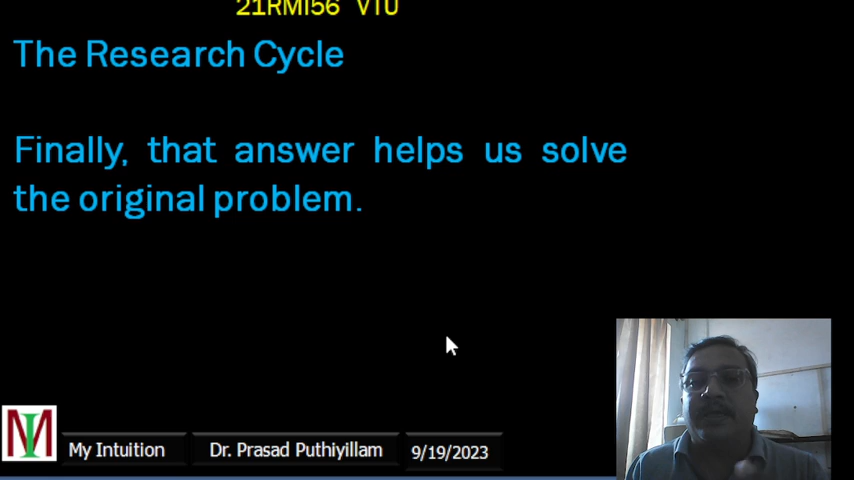 21RMI56 VTU
The Research Cycle
Finally, that answer helps us solve
the original problem.
MI
My Intuition
Dr. Prasad Puthiyillam
9/19/2023